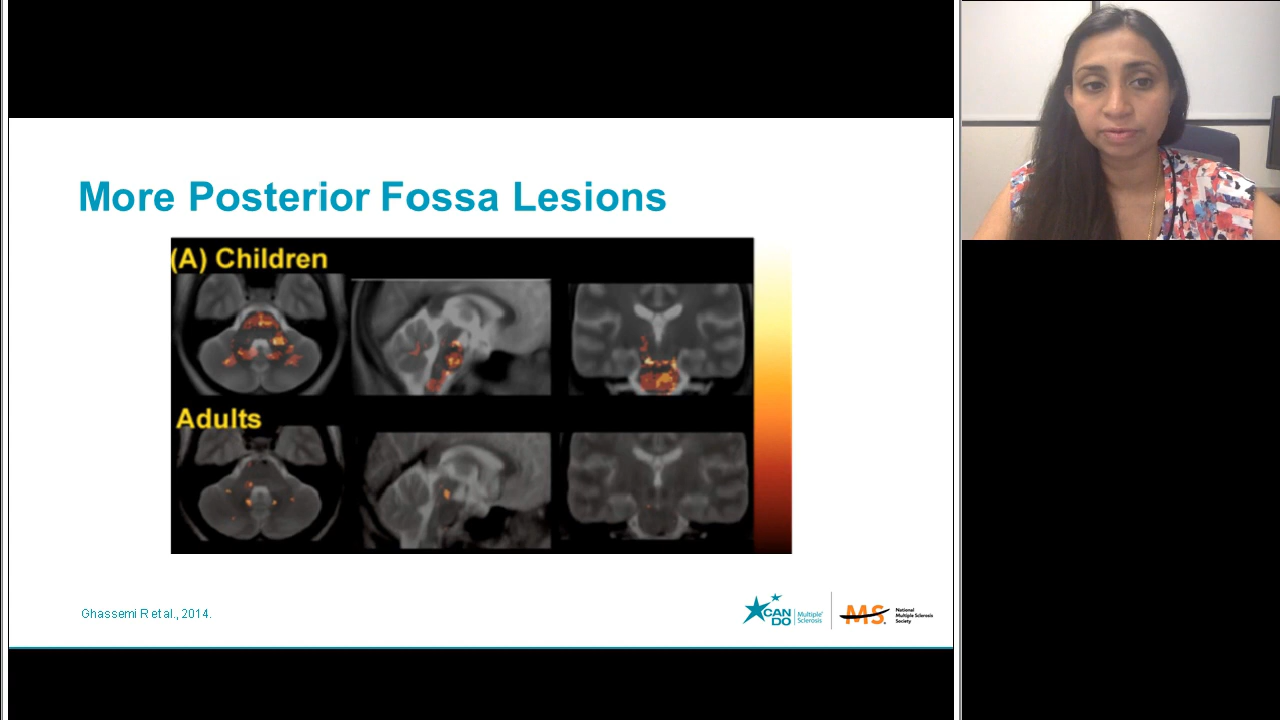 More Posterior Fossa Lesions
(A) Children
Adults
Ghassemi R et al., 2014.
CAN
DO
Multiple
Sclerosis
MS
National
Multiple Sclerosis
Society